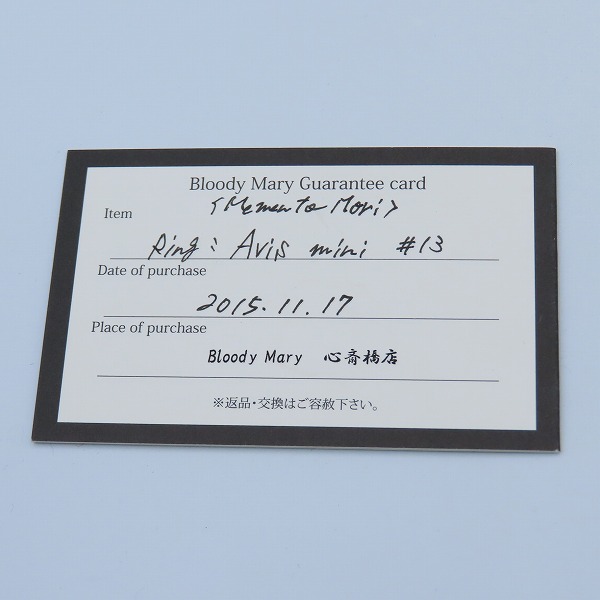 Bloody Mary Guarantee card
<Memento Mori>
Item
Ring: Avis mini #13
Date of purchase
2015.11.17
Place of purchase
Bloody Mary 心斎橋店
※返品・交換はご容赦下さい。